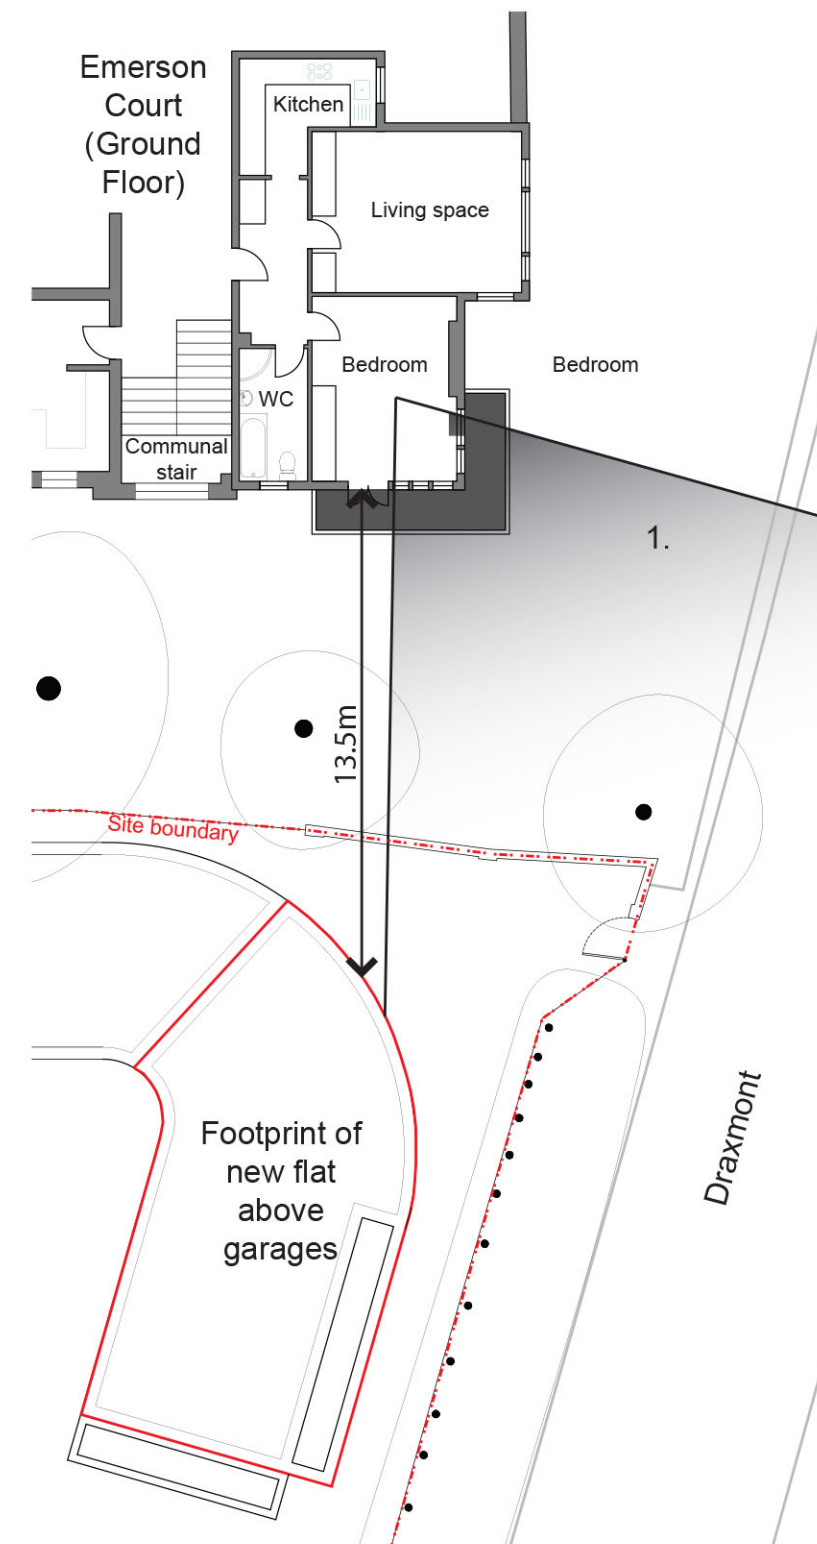 Emerson
Court
(Ground
Floor)
Kitchen
Living space
Bedroom
Bedroom
WC
Communal
stair
1.
13.5m
Site boundary
Footprint of
new flat
above
garages
Draxmont